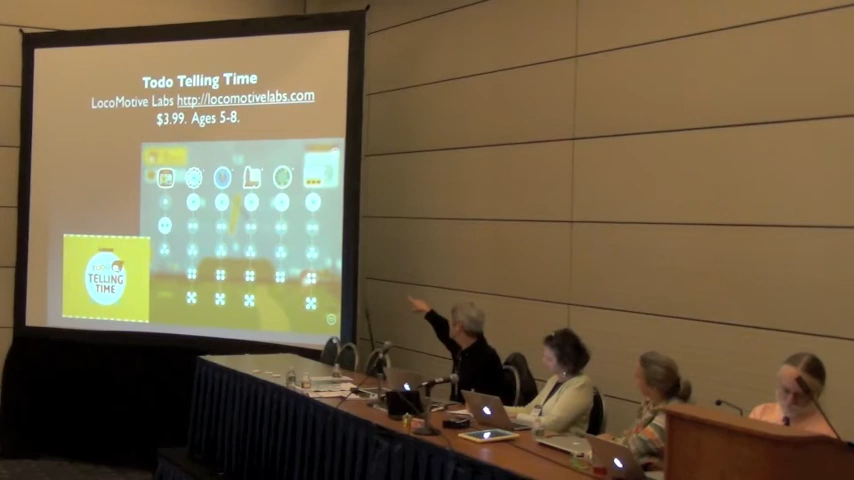 Todo Telling Time
LocoMotive Labs http://locomotivelabs.com
$3.99. Ages 5-8.
TELLING
TIME